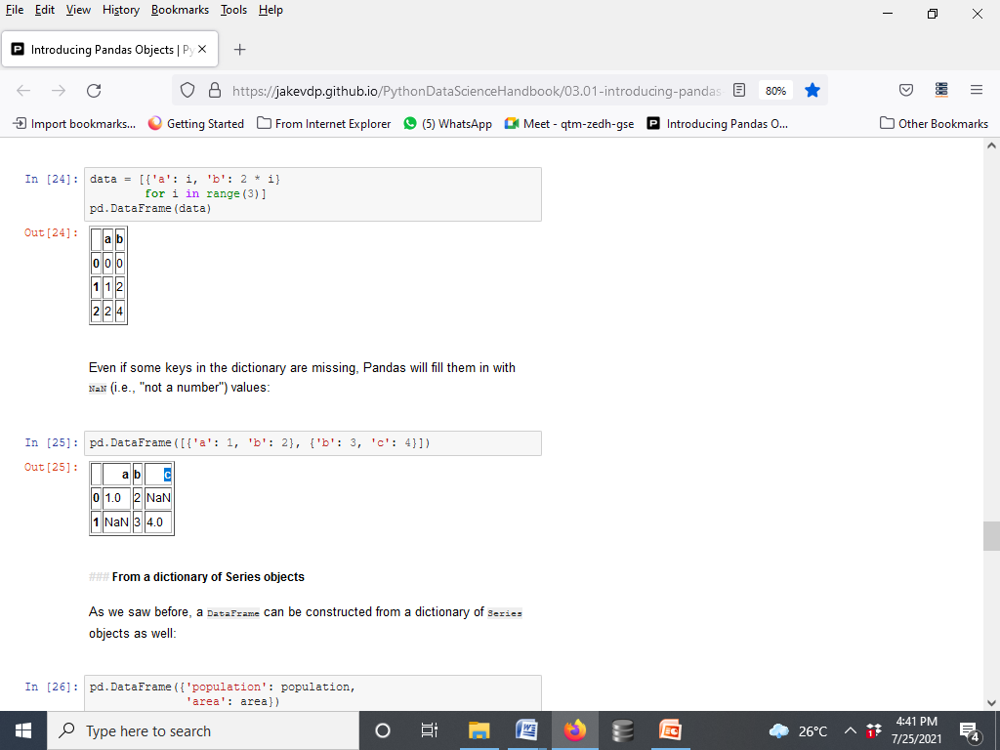 File Edit View History Bookmarks Tools Help
Introducing Pandas Objects | Py
https://jakevdp.github.io/PythonDataScienceHandbook/03.01-introducing-pandas
80%
Import bookmarks... Getting Started From Internet Explorer (5) WhatsApp Meet - qtm-zedh-gse Introducing Pandas O... Other Bookmarks
In [24]: data = [{'a': i, 'b': 2 * i}
for i in range(3)]
pd.DataFrame(data)
Out[24]:
a b
0 0 0
1 1 2
2 2 4
Even if some keys in the dictionary are missing, Pandas will fill them in with
NaN (i.e., "not a number") values:
In [25]: pd.DataFrame([{'a': 1, 'b': 2}, {'b': 3, 'c': 4}])
Out[25]:
a b c
0 1.0 2 NaN
1 NaN 3 4.0
### From a dictionary of Series objects
As we saw before, a DataFrame can be constructed from a dictionary of Series
objects as well:
In [26]: pd.DataFrame({'population': population,
'area': area})
Type here to search
26°C
1
4:41 PM
7/25/2021
4